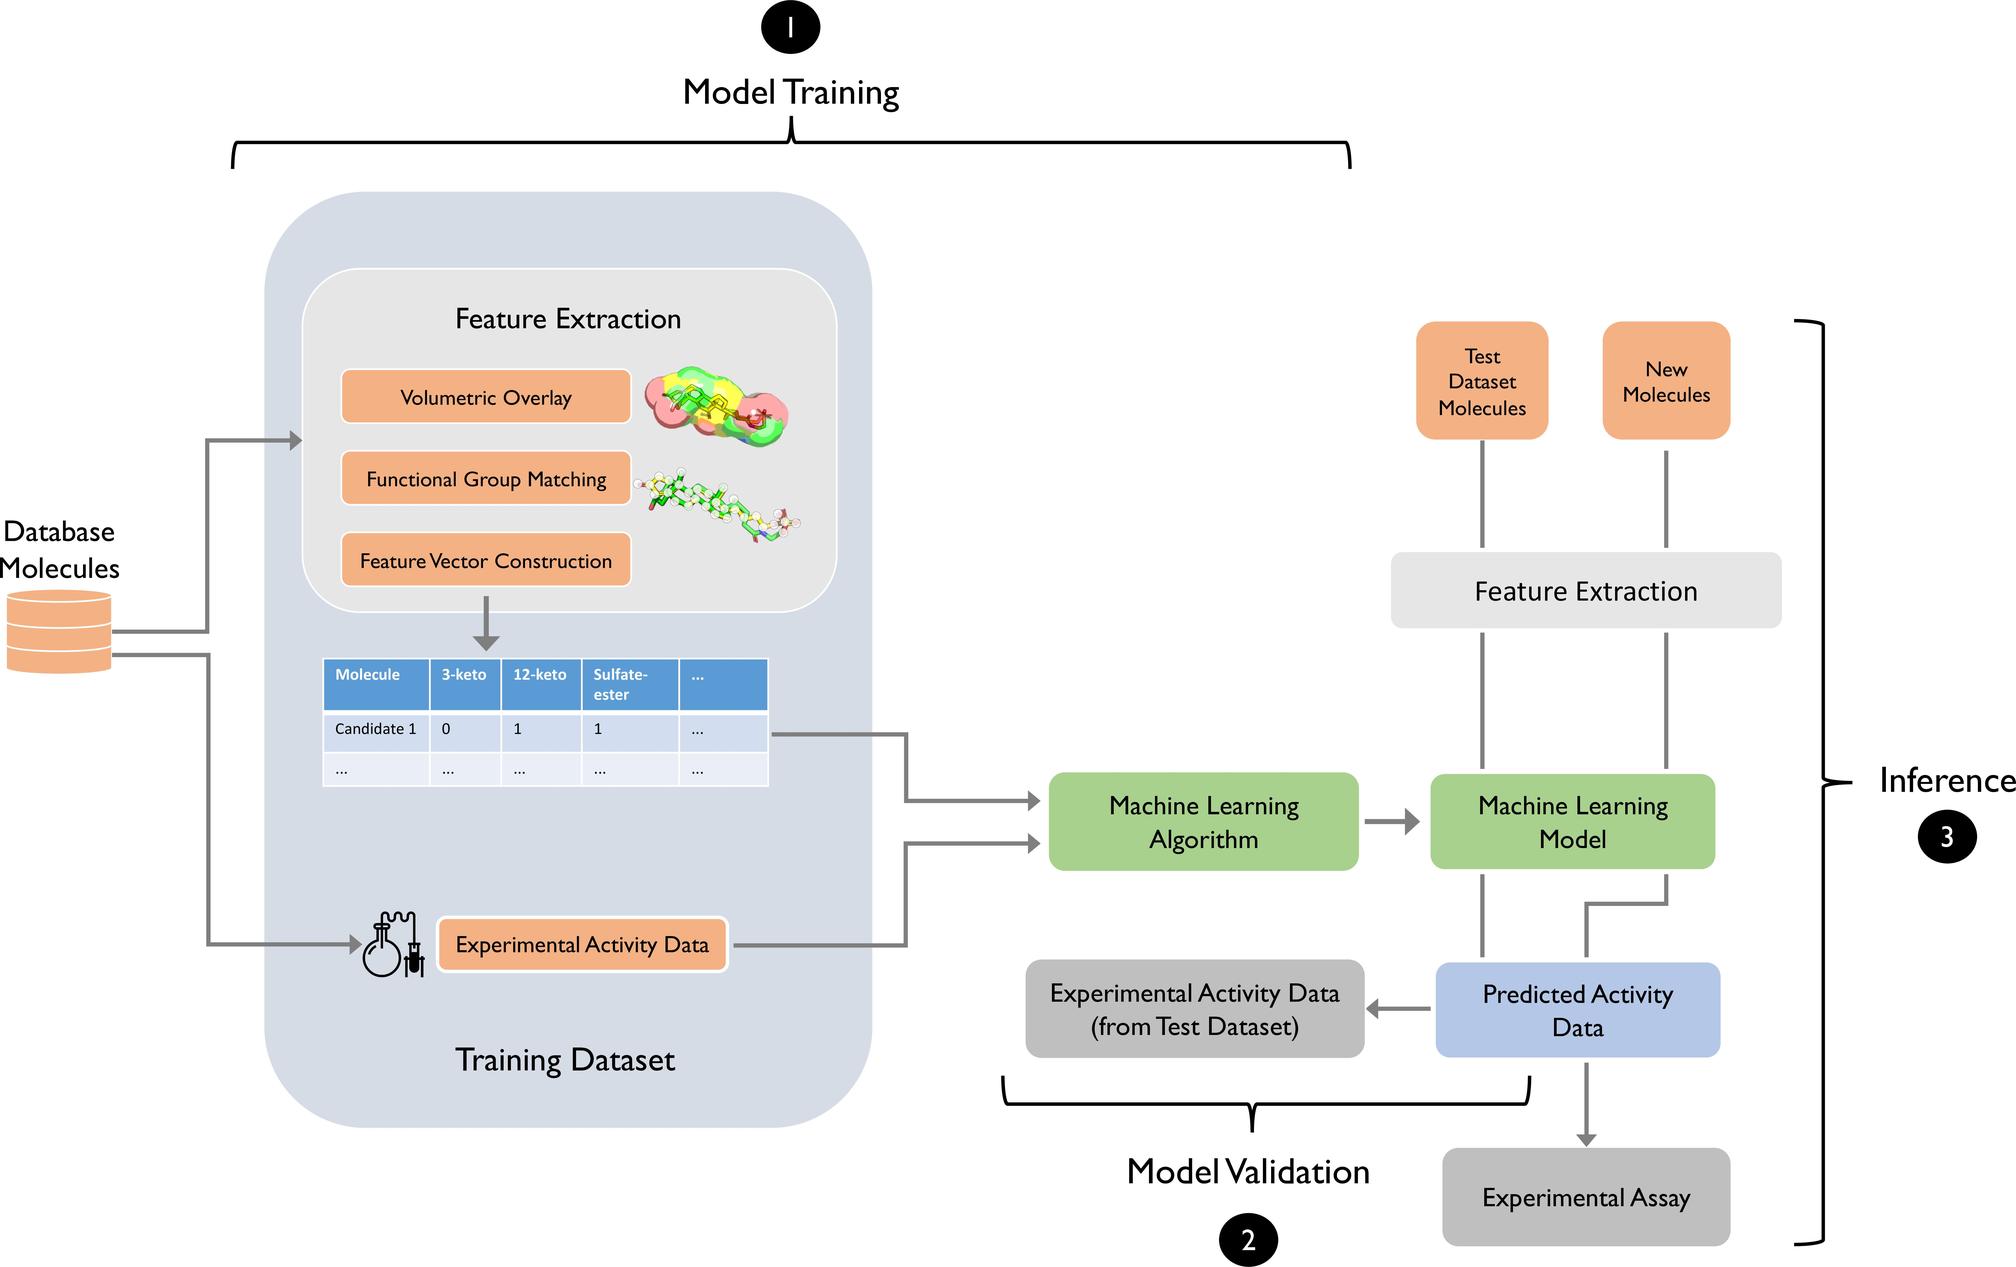 1
Model Training
Feature Extraction
Volumetric Overlay
Functional Group Matching
Feature Vector Construction
Database
Molecules
Molecule 3-keto 12-keto Sulfate-
ester ...
Candidate 1 0 1 1 ...
... ... ... ... ...
Experimental Activity Data
Training Dataset
Machine Learning
Algorithm
Test
Dataset
Molecules
New
Molecules
Feature Extraction
Machine Learning
Model
Predicted Activity
Data
Experimental Activity Data
(from Test Dataset)
Model Validation
2
Experimental Assay
Inference
3